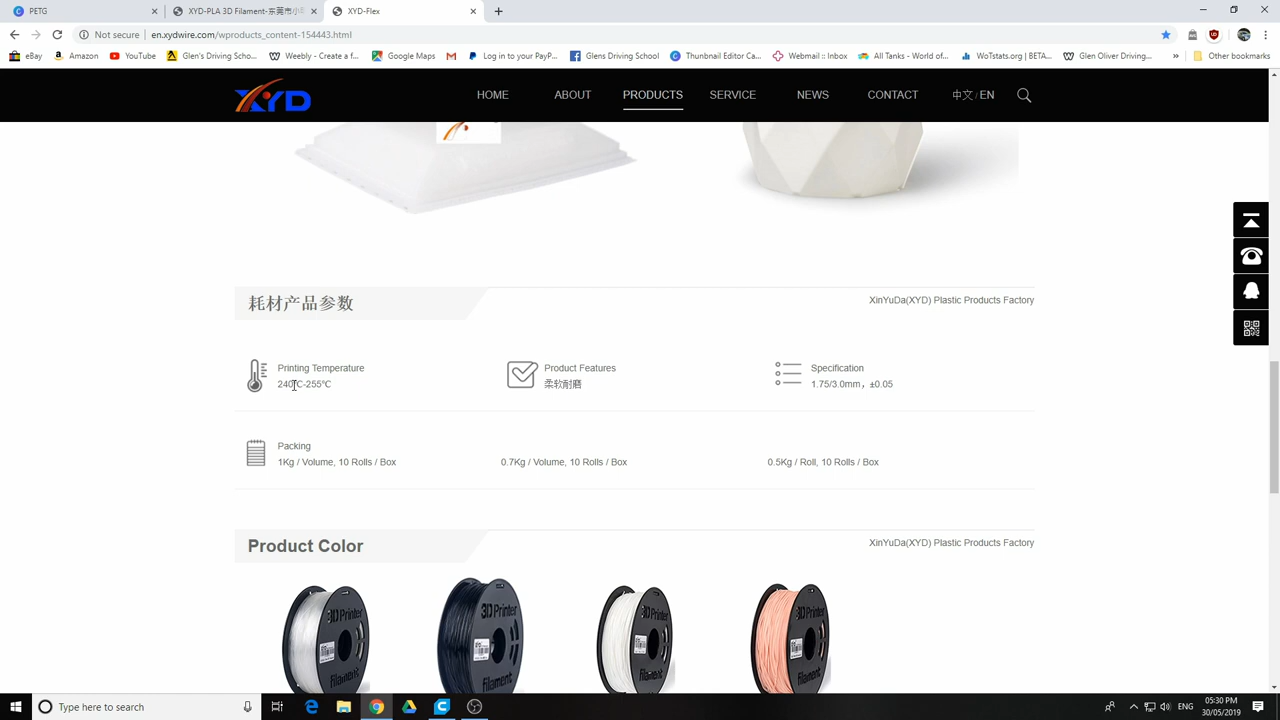 PETG
XYD-PLA 3D Filament-东莞市小
XYD-Flex
Not secure
en.xydwire.com/wproducts_content-154443.html
eBay
Amazon
YouTube
Glen's Driving Scho...
Weebly - Create a f...
Google Maps
Log in to your PayP...
Glens Driving School
Thunbnail Editor Ca...
Webmail :: Inbox
All Tanks - World of...
WoTstats.org | BETA...
Glen Oliver Driving...
»
Other bookmarks
XYD
HOME
ABOUT
PRODUCTS
SERVICE
NEWS
CONTACT
中文 / EN
耗材产品参数
XinYuDa(XYD) Plastic Products Factory
Printing Temperature
240℃-255℃
Product Features
柔软耐磨
Specification
1.75/3.0mm，±0.05
Packing
1Kg / Volume, 10 Rolls / Box
0.7Kg / Volume, 10 Rolls / Box
0.5Kg / Roll, 10 Rolls / Box
Product Color
XinYuDa(XYD) Plastic Products Factory
3D Printer
filament
3D Printer
filament
3D Printer
filament
3D Printer
filament
Type here to search
ENG
05:30 PM
30/05/2019